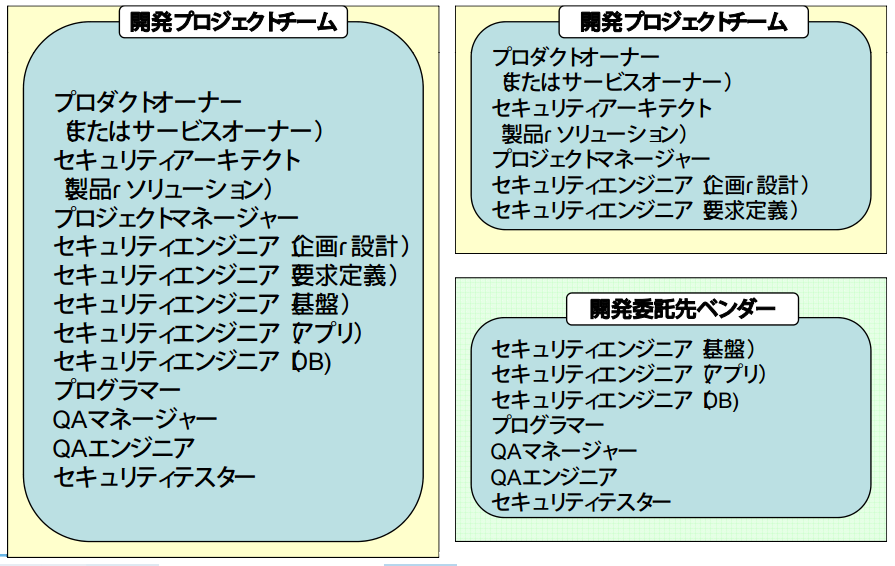 開発プロジェクトチーム
プロダクトオーナー
(またはサービスオーナー)
セキュリティアーキテクト
(製品r ソリューション)
プロジェクトマネージャー
セキュリティエンジニア (企画r 設計)
セキュリティエンジニア (要求定義)
セキュリティエンジニア (基盤)
セキュリティエンジニア (アプリ)
セキュリティエンジニア (DB)
プログラマー
QAマネージャー
QAエンジニア
セキュリティテスター
開発プロジェクトチーム
プロダクトオーナー
(またはサービスオーナー)
セキュリティアーキテクト
(製品r ソリューション)
プロジェクトマネージャー
セキュリティエンジニア (企画r 設計)
セキュリティエンジニア (要求定義)
開発委託先ベンダー
セキュリティエンジニア (基盤)
セキュリティエンジニア (アプリ)
セキュリティエンジニア (DB)
プログラマー
QAマネージャー
QAエンジニア
セキュリティテスター